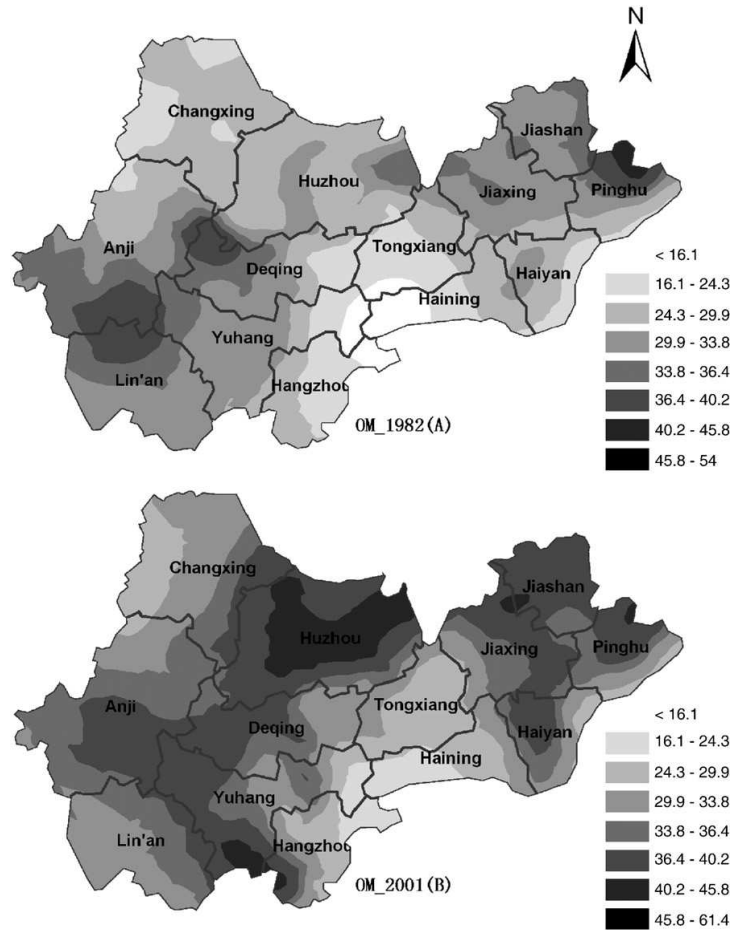 N
Changxing
Jiashan
Huzhou
Jiaxing
Pinghu
Anji
Deqing
Tongxiang
Haiyan
Haining
Yuhang
Lin'an
Hangzhou
OM_1982(A)
< 16.1
16.1 - 24.3
24.3 - 29.9
29.9 - 33.8
33.8 - 36.4
36.4 - 40.2
40.2 - 45.8
45.8 - 54
Changxing
Jiashan
Huzhou
Jiaxing
Pinghu
Anji
Deqing
Tongxiang
Haiyan
Haining
Yuhang
Lin'an
Hangzhou
OM_2001(B)
< 16.1
16.1 - 24.3
24.3 - 29.9
29.9 - 33.8
33.8 - 36.4
36.4 - 40.2
40.2 - 45.8
45.8 - 61.4